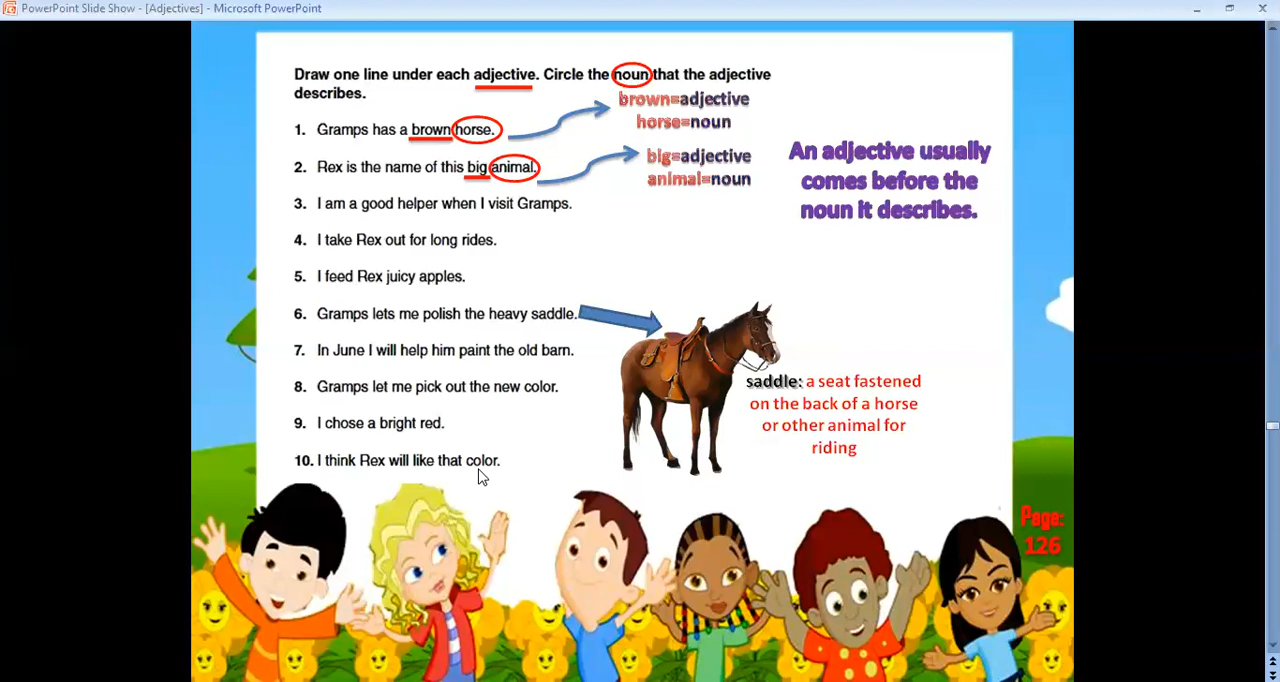 PowerPoint Slide Show - [Adjectives] - Microsoft PowerPoint
Draw one line under each adjective. Circle the noun that the adjective
describes.
1. Gramps has a brown horse.
brown=adjective
horse=noun
2. Rex is the name of this big animal.
big=adjective
animal=noun
An adjective usually
comes before the
noun it describes.
3. I am a good helper when I visit Gramps.
4. I take Rex out for long rides.
5. I feed Rex juicy apples.
6. Gramps lets me polish the heavy saddle.
7. In June I will help him paint the old barn.
8. Gramps let me pick out the new color.
9. I chose a bright red.
10. I think Rex will like that color.
saddle: a seat fastened
on the back of a horse
or other animal for
riding
Page:
126